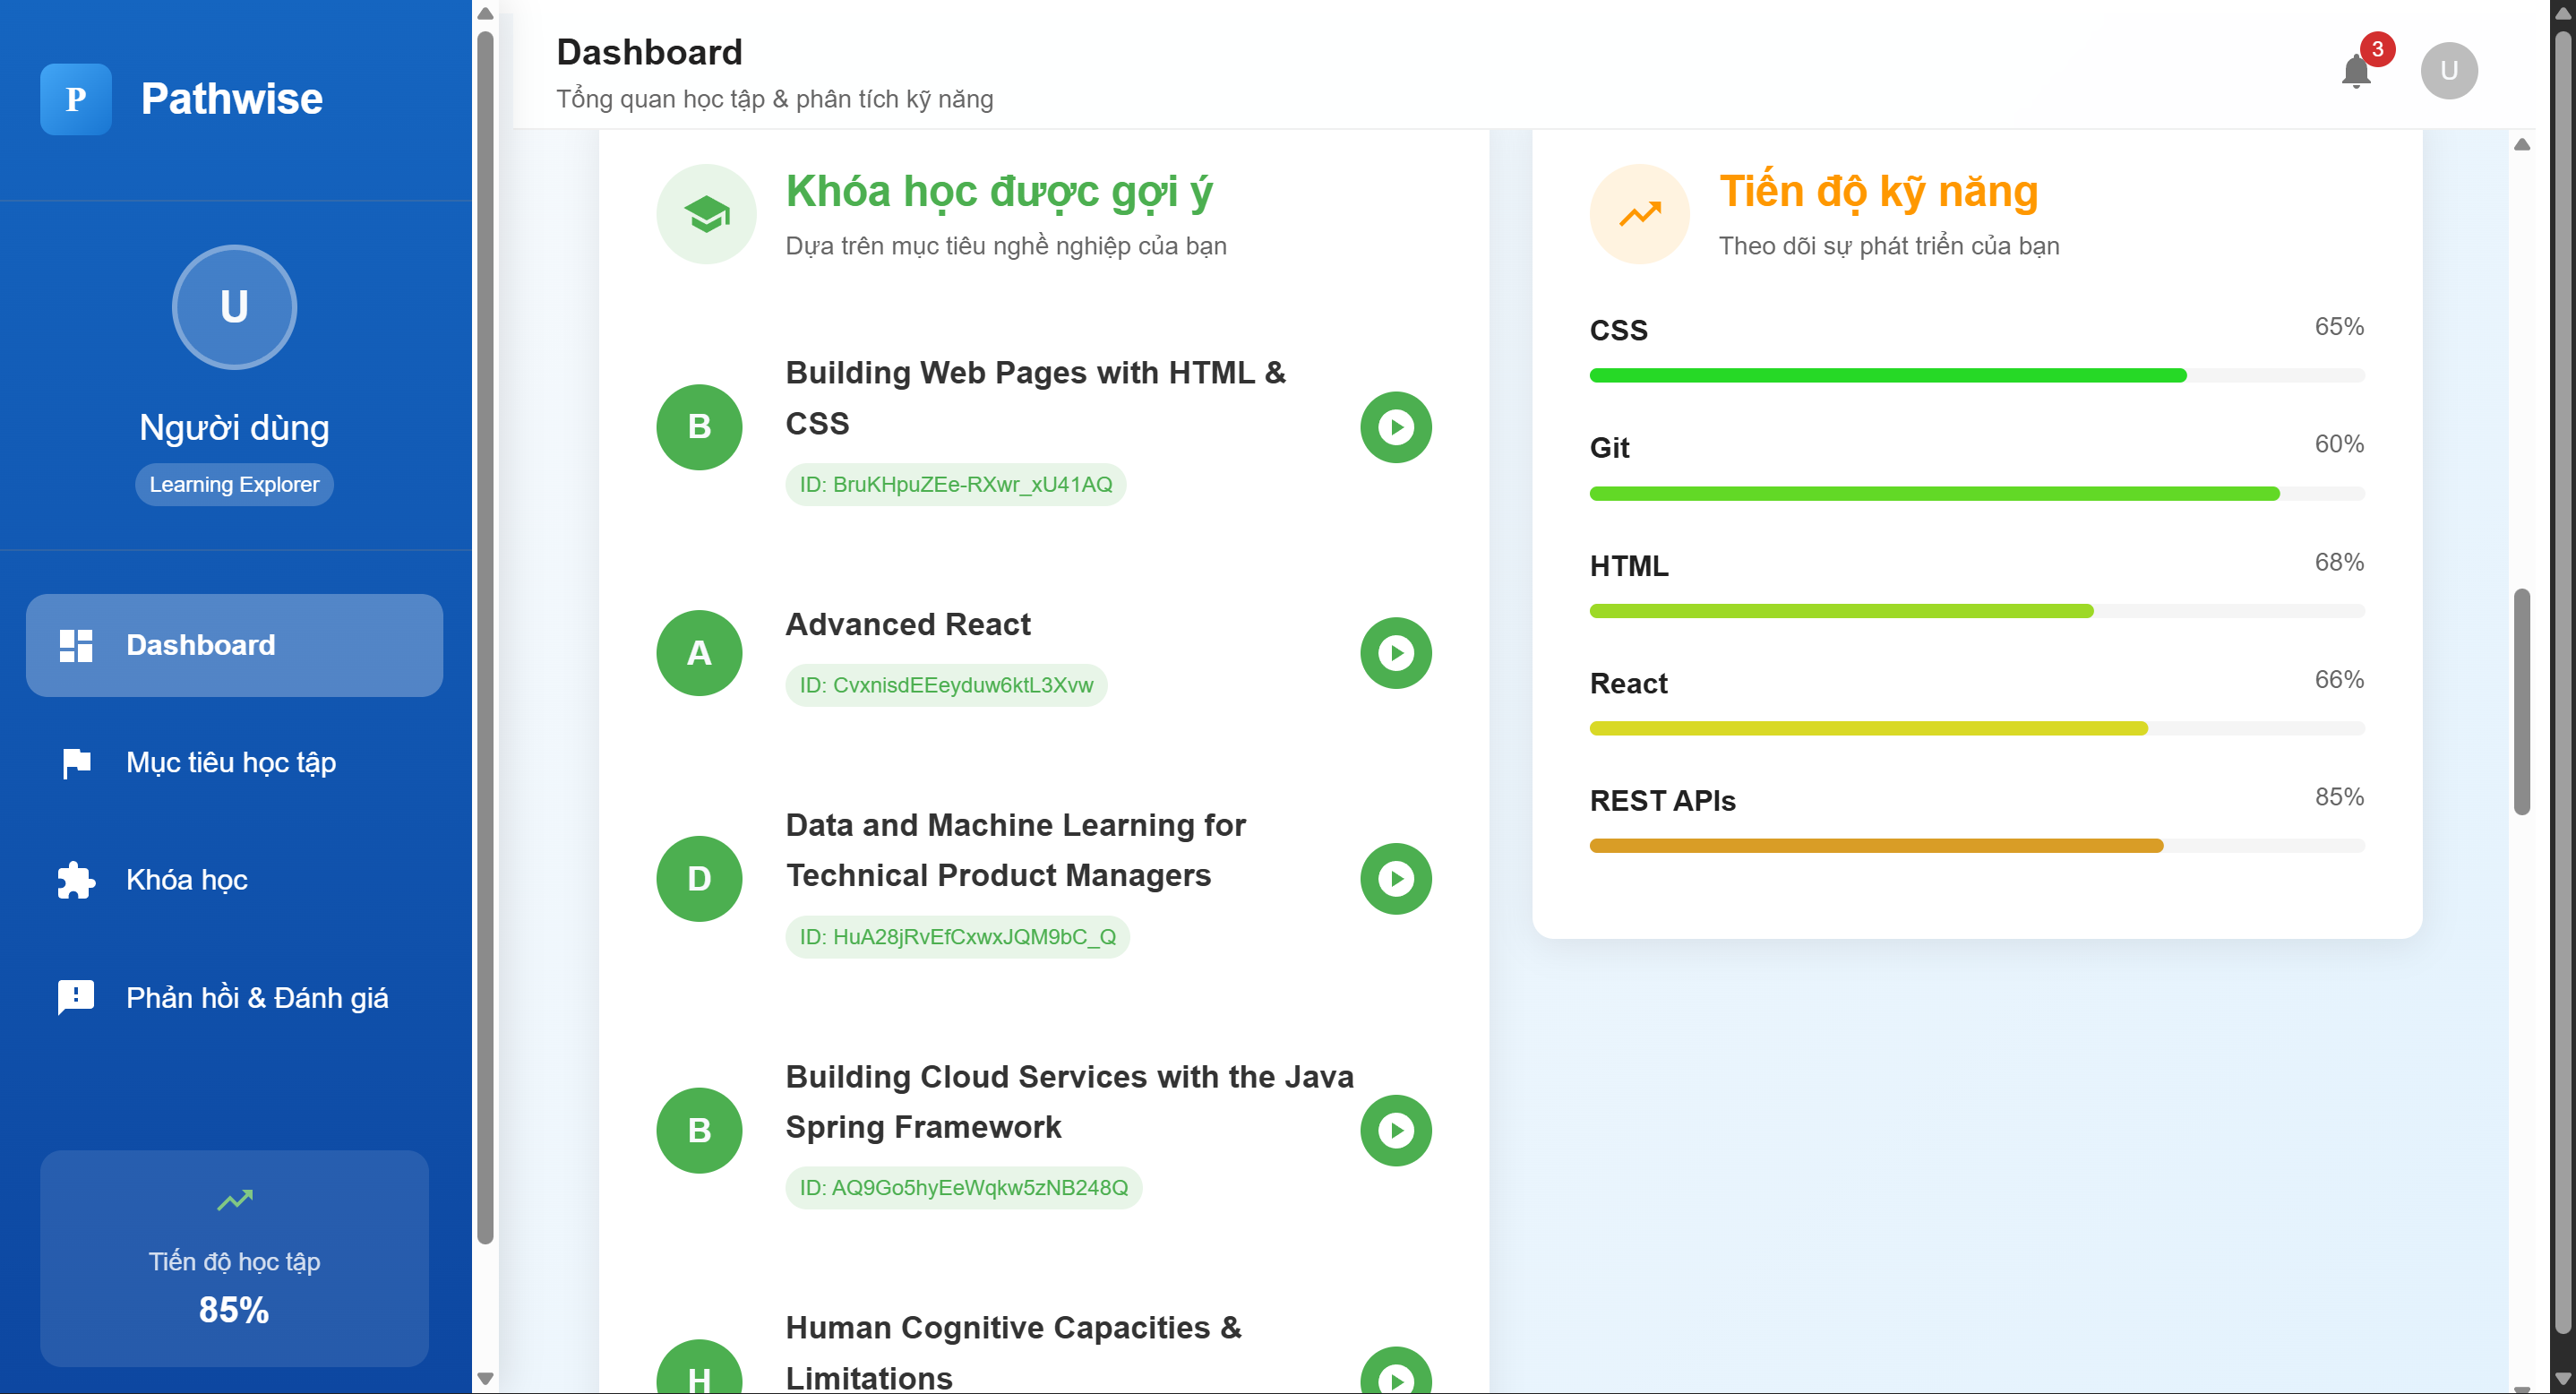 P
Pathwise
U
Người dùng
Learning Explorer
Dashboard
Mục tiêu học tập
Khóa học
Phản hồi & Đánh giá
Tiến độ học tập
85%
Dashboard
Tổng quan học tập & phân tích kỹ năng
3
U
Khóa học được gợi ý
Dựa trên mục tiêu nghề nghiệp của bạn
B
Building Web Pages with HTML &
CSS
ID: BruKHpuZEe-RXwr_xU41AQ
A
Advanced React
ID: CvxnisdEEeyduw6ktL3Xvw
D
Data and Machine Learning for
Technical Product Managers
ID: HuA28jRvEfCxwxJQM9bC_Q
B
Building Cloud Services with the Java
Spring Framework
ID: AQ9Go5hyEeWqkw5zNB248Q
H
Human Cognitive Capacities &
Limitations
Tiến độ kỹ năng
Theo dõi sự phát triển của bạn
CSS
65%
Git
60%
HTML
68%
React
66%
REST APIs
85%